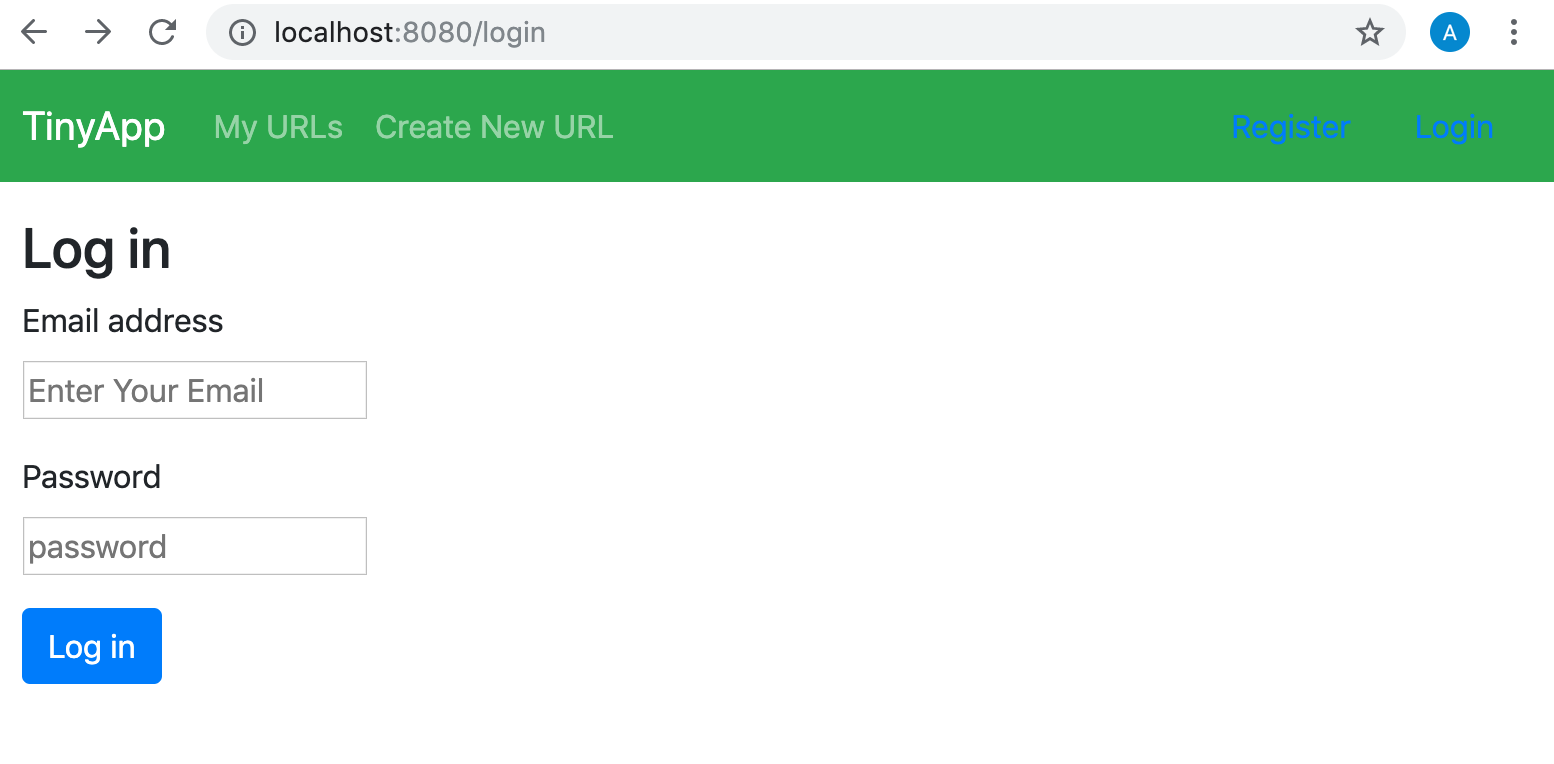 localhost:8080/login
A
TinyApp My URLs Create New URL Register Login
Log in
Email address
Enter Your Email
Password
password
Log in